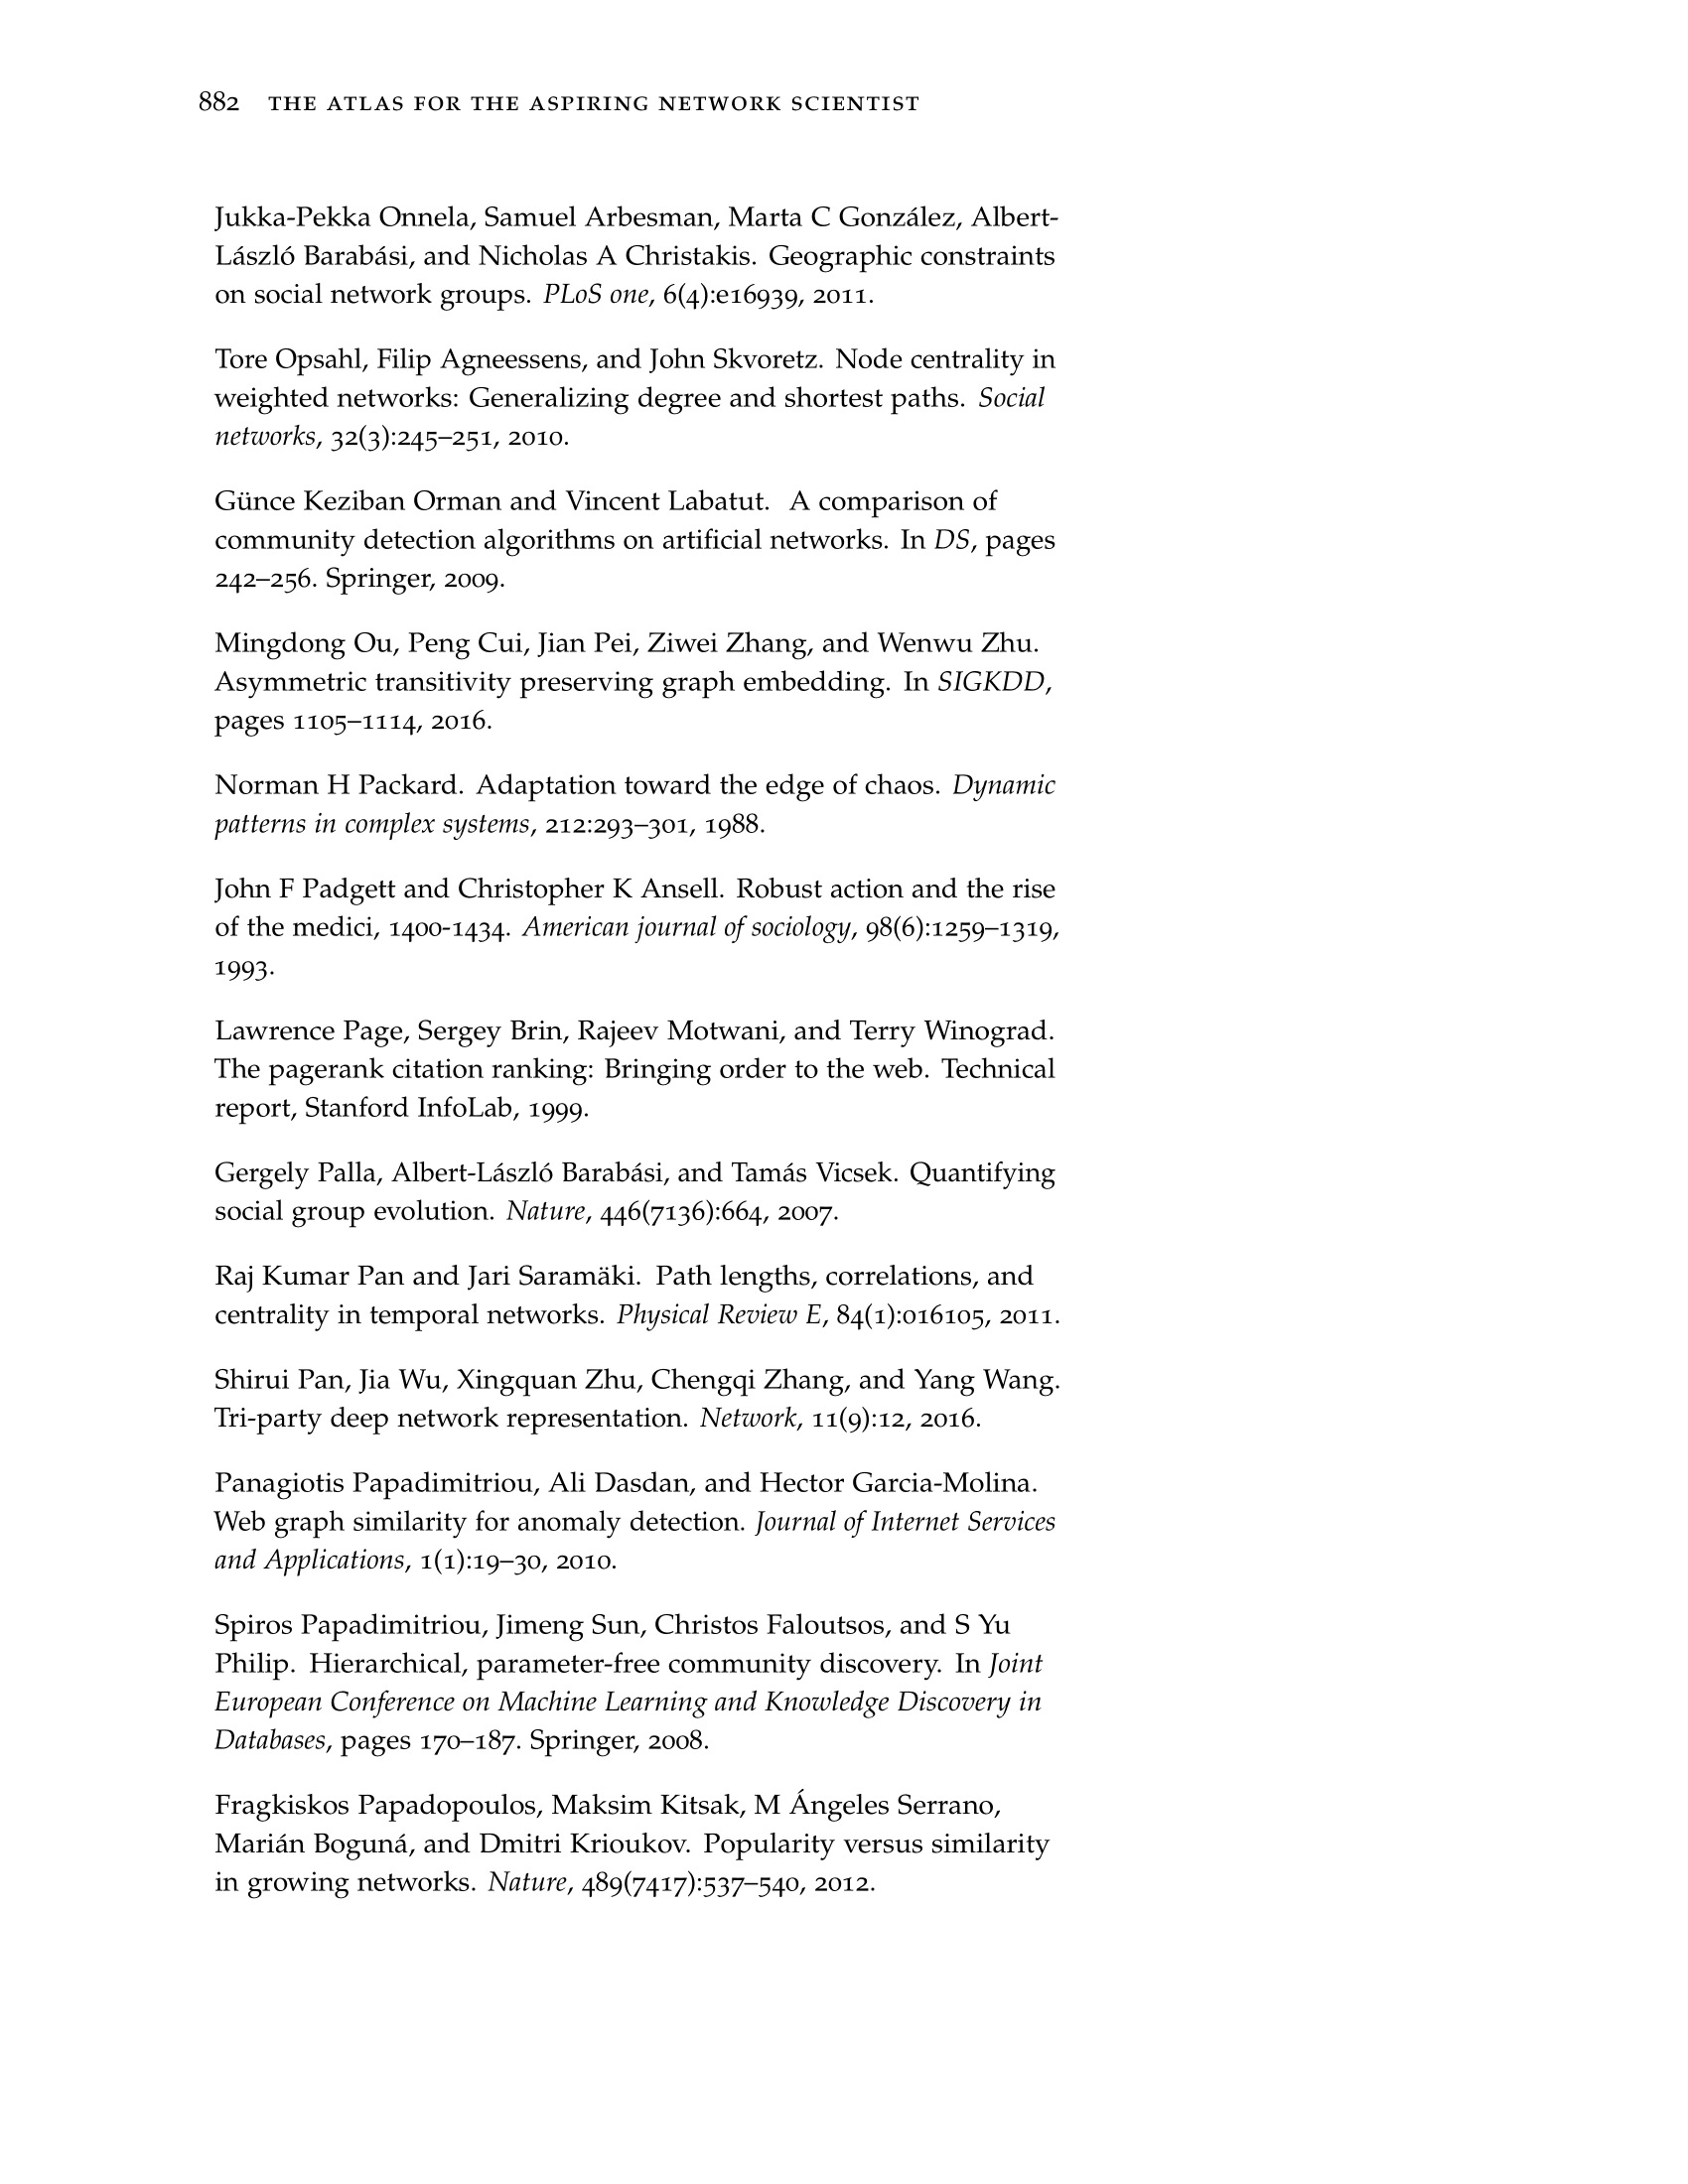 882 THE ATLAS FOR THE ASPIRING NETWORK SCIENTIST
Jukka-Pekka Onnela, Samuel Arbesman, Marta C González, Albert-
László Barabási, and Nicholas A Christakis. Geographic constraints
on social network groups. PLoS one, 6(4):e16939, 2011.
Tore Opsahl, Filip Agneessens, and John Skvoretz. Node centrality in
weighted networks: Generalizing degree and shortest paths. Social
networks, 32(3):245–251, 2010.
Günce Keziban Orman and Vincent Labatut. A comparison of
community detection algorithms on artificial networks. In DS, pages
242–256. Springer, 2009.
Mingdong Ou, Peng Cui, Jian Pei, Ziwei Zhang, and Wenwu Zhu.
Asymmetric transitivity preserving graph embedding. In SIGKDD,
pages 1105–1114, 2016.
Norman H Packard. Adaptation toward the edge of chaos. Dynamic
patterns in complex systems, 212:293–301, 1988.
John F Padgett and Christopher K Ansell. Robust action and the rise
of the medici, 1400-1434. American journal of sociology, 98(6):1259–1319,
1993.
Lawrence Page, Sergey Brin, Rajeev Motwani, and Terry Winograd.
The pagerank citation ranking: Bringing order to the web. Technical
report, Stanford InfoLab, 1999.
Gergely Palla, Albert-László Barabási, and Tamás Vicsek. Quantifying
social group evolution. Nature, 446(7136):664, 2007.
Raj Kumar Pan and Jari Saramäki. Path lengths, correlations, and
centrality in temporal networks. Physical Review E, 84(1):016105, 2011.
Shirui Pan, Jia Wu, Xingquan Zhu, Chengqi Zhang, and Yang Wang.
Tri-party deep network representation. Network, 11(9):12, 2016.
Panagiotis Papadimitriou, Ali Dasdan, and Hector Garcia-Molina.
Web graph similarity for anomaly detection. Journal of Internet Services
and Applications, 1(1):19–30, 2010.
Spiros Papadimitriou, Jimeng Sun, Christos Faloutsos, and S Yu
Philip. Hierarchical, parameter-free community discovery. In Joint
European Conference on Machine Learning and Knowledge Discovery in
Databases, pages 170–187. Springer, 2008.
Fragkiskos Papadopoulos, Maksim Kitsak, M Ángeles Serrano,
Marián Boguná, and Dmitri Krioukov. Popularity versus similarity
in growing networks. Nature, 489(7417):537–540, 2012.